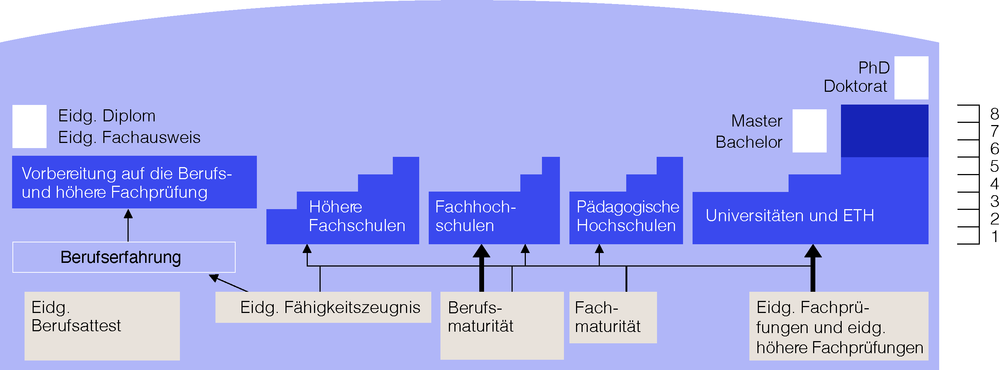 PhD
Doktorat
Eidg. Diplom
Eidg. Fachausweis
Master
Bachelor
8
7
6
5
4
3
2
1
Vorbereitung auf die Berufs-
und höhere Fachprüfung
Höhere
Fachschulen
Fachhoch-
schulen
Pädagogische
Hochschulen
Universitäten und ETH
Berufserfahrung
Eidg.
Berufsattest
Eidg. Fähigkeitszeugnis
Berufs-
maturität
Fach-
maturität
Eidg. Fachprü-
fungen und eidg.
höhere Fachprüfungen